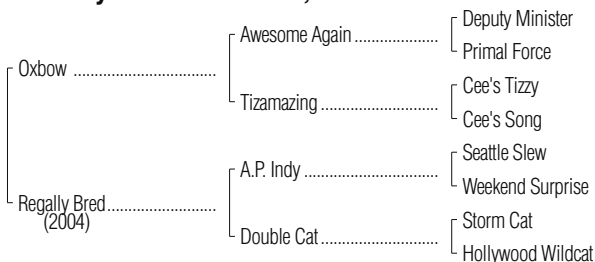 Deputy Minister
Awesome Again ....................
Primal Force
Oxbow ..................................
Cee's Tizzy
Tizamazing ............................
Cee's Song
Seattle Slew
A.P. Indy ................................
Weekend Surprise
Regally Bred..........................
(2004)
Storm Cat
Double Cat............................
Hollywood Wildcat